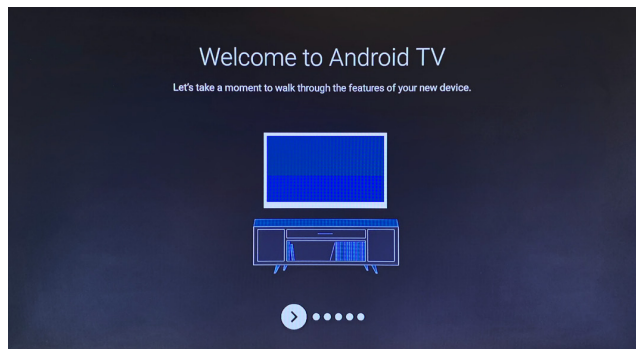 Welcome to Android TV
Let's take a moment to walk through the features of your new device.